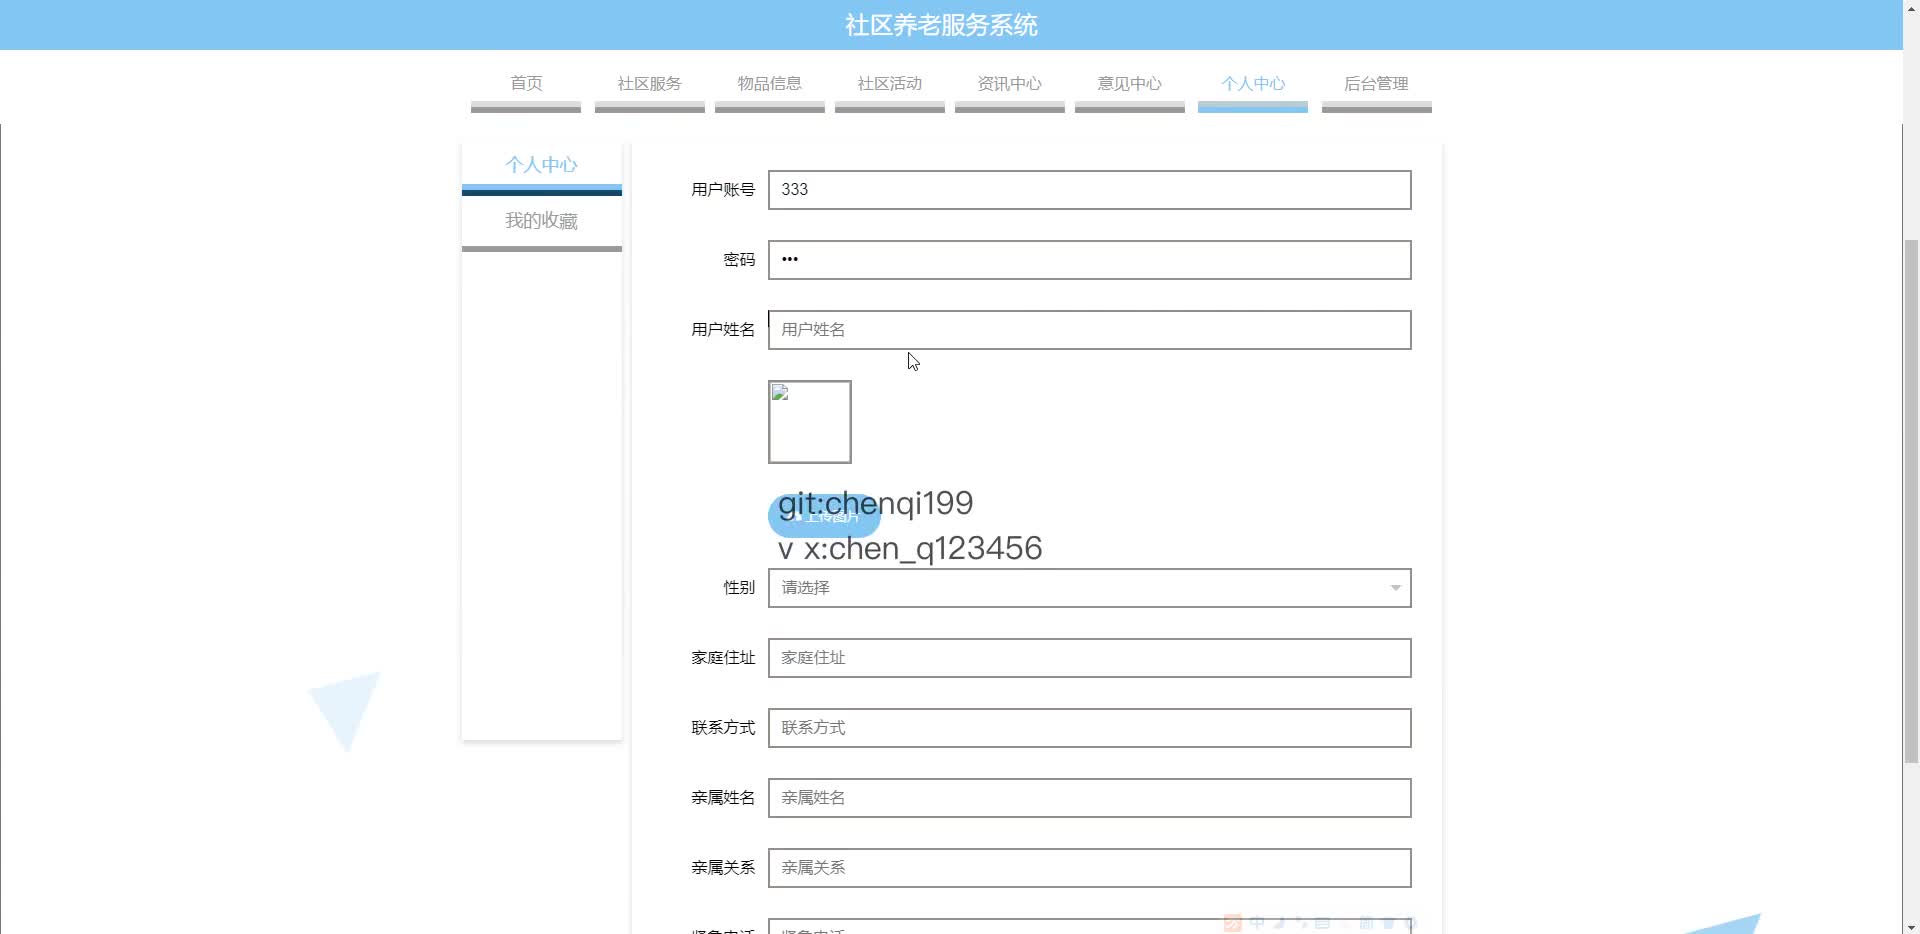 社区养老服务系统
首页 社区服务 物品信息 社区活动 资讯中心 意见中心 个人中心 后台管理
个人中心
我的收藏
用户账号 333
密码 •••
用户姓名 用户姓名
上传图片
git:chenqi199
v x:chen_q123456
性别 请选择
家庭住址 家庭住址
联系方式 联系方式
亲属姓名 亲属姓名
亲属关系 亲属关系
中